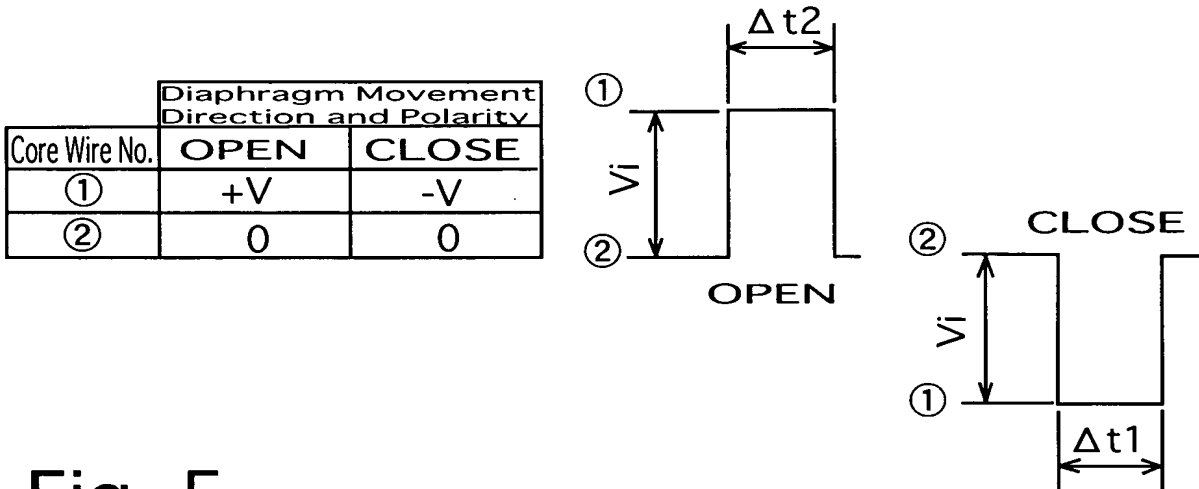 Diaphragm Movement
Direction and Polarity
Core Wire No. OPEN CLOSE
① +V -V
② 0 0
Δt2
①
Vi
②
OPEN
CLOSE
②
Vi
①
Δt1